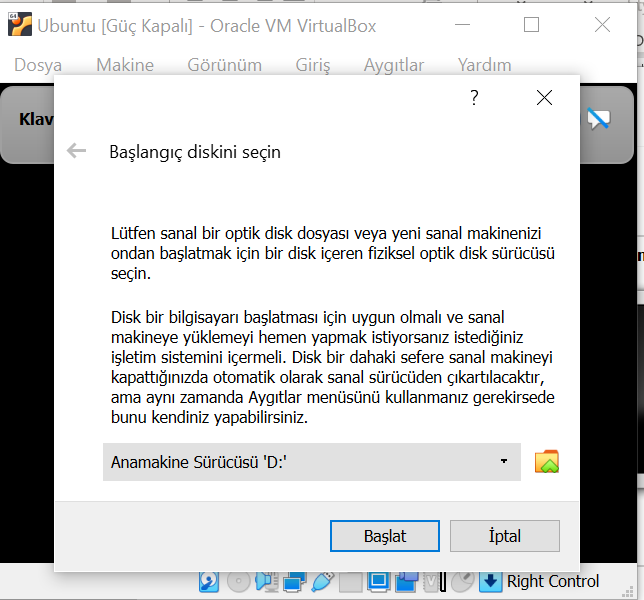 Ubuntu [Güç Kapalı] - Oracle VM VirtualBox
Dosya Makine Görünüm Giriş Aygıtlar Yardım
?
Klav
Başlangıç diskini seçin
Lütfen sanal bir optik disk dosyası veya yeni sanal makinenizi
ondan başlatmak için bir disk içeren fiziksel optik disk sürücüsü
seçin.
Disk bir bilgisayarı başlatması için uygun olmalı ve sanal
makineye yüklemeyi hemen yapmak istiyorsanız istediğiniz
işletim sistemini içermeli. Disk bir dahaki sefere sanal makineyi
kapattığınızda otomatik olarak sanal sürücüden çıkartılacaktır,
ama aynı zamanda Aygıtlar menüsünü kullanmanız gerekirsede
bunu kendiniz yapabilirsiniz.
Anamakine Sürücüsü 'D:'
Başlat İptal
Right Control